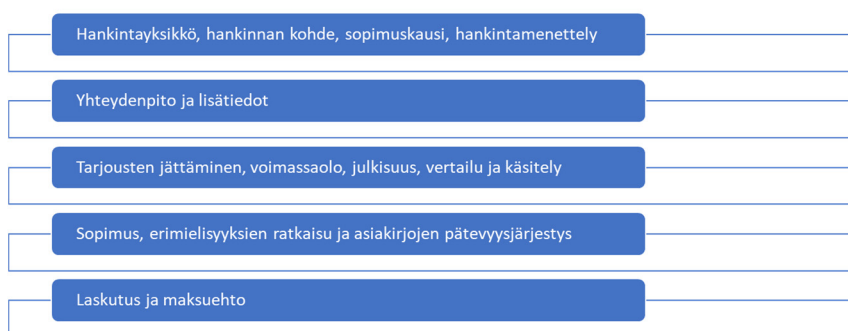 Hankintayksikkö, hankinnan kohde, sopimuskausi, hankintamenettely
Yhteydenpito ja lisätiedot
Tarjousten jättäminen, voimassaolo, julkisuus, vertailu ja käsitely
Sopimus, erimielisyyksien ratkaisu ja asiakirjojen pätevyysjärjestys
Laskutus ja maksuehto